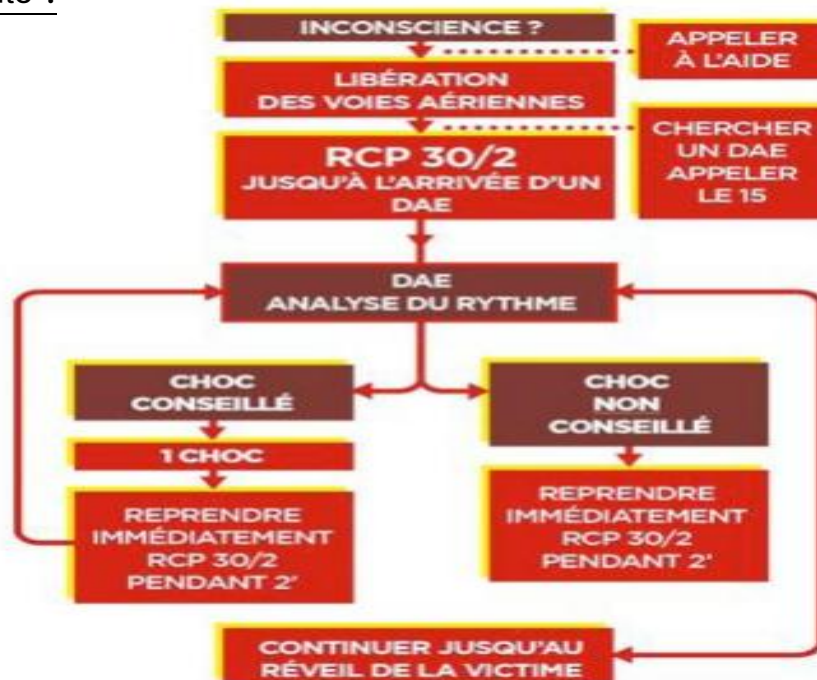 INCONSCIENCE ?
APPELER
À L'AIDE
LIBÉRATION
DES VOIES AÉRIENNES
CHERCHER
UN DAE
APPELER
LE 15
RCP 30/2
JUSQU'À L'ARRIVÉE D'UN
DAE
DAE
ANALYSE DU RYTHME
CHOC
CONSEILLÉ
1 CHOC
REPRENDRE
IMMÉDIATEMENT
RCP 30/2
PENDANT 2'
CHOC
NON
CONSEILLÉ
REPRENDRE
IMMÉDIATEMENT
RCP 30/2
PENDANT 2'
CONTINUER JUSQU'AU
RÉVEIL DE LA VICTIME